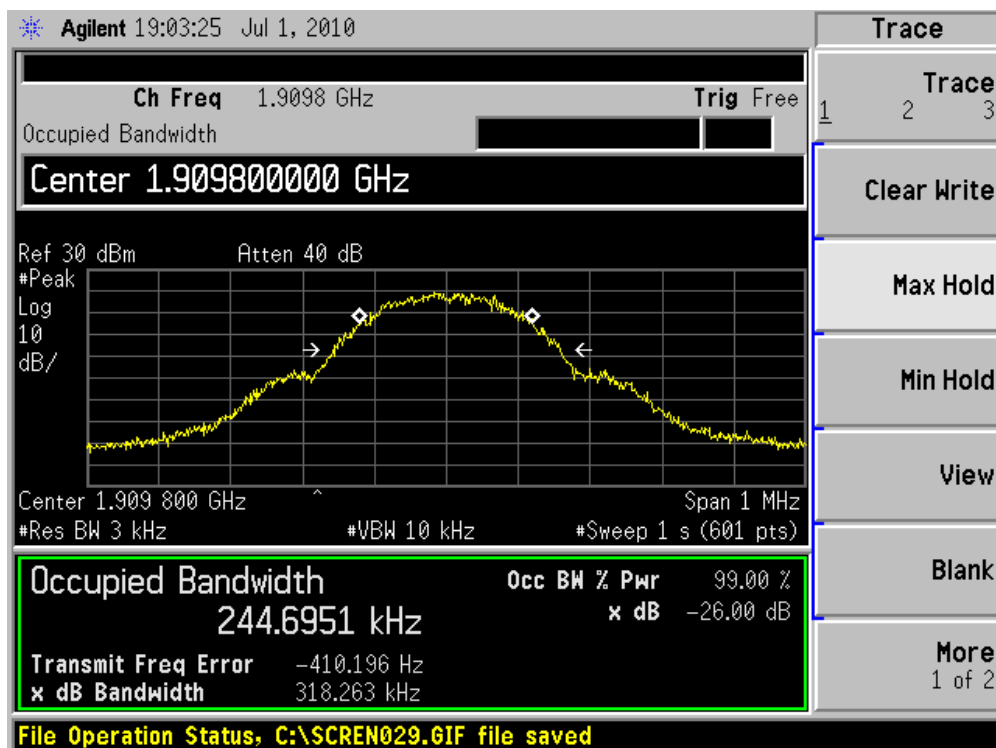 Agilent 19:03:25 Jul 1, 2010
Trace
Ch Freq 1.9098 GHz Trig Free
Occupied Bandwidth
Center 1.909800000 GHz
Ref 30 dBm Atten 40 dB
#Peak
Log
10
dB/
Center 1.909 800 GHz Span 1 MHz
#Res BW 3 kHz #VBW 10 kHz #Sweep 1 s (601 pts)
Occupied Bandwidth
244.6951 kHz
Occ BW % Pwr 99.00 %
x dB -26.00 dB
Transmit Freq Error -410.196 Hz
x dB Bandwidth 318.263 kHz
Trace
1 2 3
Clear Write
Max Hold
Min Hold
View
Blank
More
1 of 2
File Operation Status, C:\SCREN029.GIF file saved